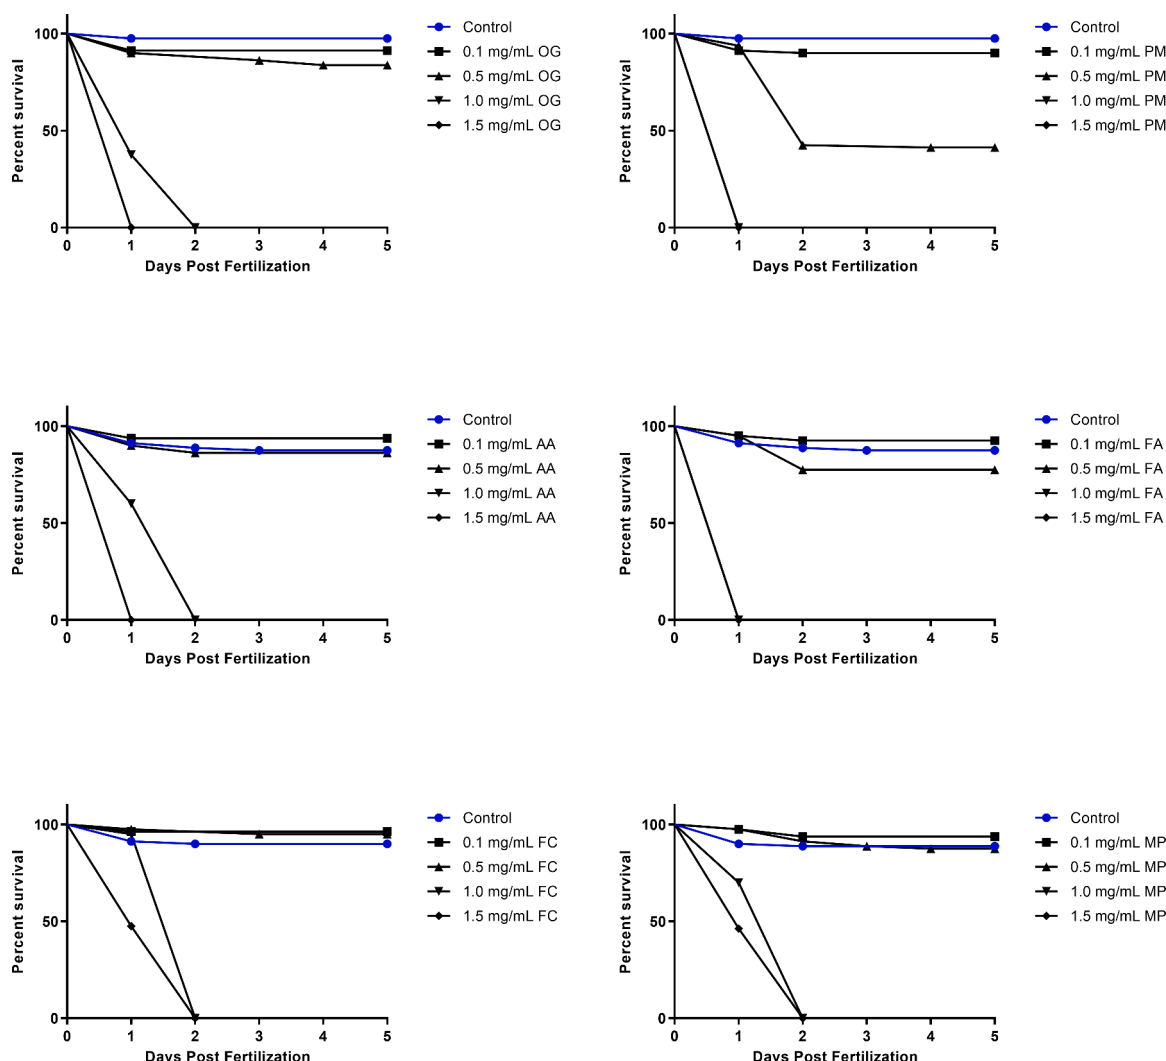 Percent survival
100
50
0
0 1 2 3 4 5
Days Post Fertilization
Control
0.1 mg/mL OG
0.5 mg/mL OG
1.0 mg/mL OG
1.5 mg/mL OG
Percent survival
100
50
0
0 1 2 3 4 5
Days Post Fertilization
Control
0.1 mg/mL PM
0.5 mg/mL PM
1.0 mg/mL PM
1.5 mg/mL PM
Percent survival
100
50
0
0 1 2 3 4 5
Days Post Fertilization
Control
0.1 mg/mL AA
0.5 mg/mL AA
1.0 mg/mL AA
1.5 mg/mL AA
Percent survival
100
50
0
0 1 2 3 4 5
Days Post Fertilization
Control
0.1 mg/mL FA
0.5 mg/mL FA
1.0 mg/mL FA
1.5 mg/mL FA
Percent survival
100
50
0
0 1 2 3 4 5
Days Post Fertilization
Control
0.1 mg/mL FC
0.5 mg/mL FC
1.0 mg/mL FC
1.5 mg/mL FC
Percent survival
100
50
0
0 1 2 3 4 5
Days Post Fertilization
Control
0.1 mg/mL MP
0.5 mg/mL MP
1.0 mg/mL MP
1.5 mg/mL MP